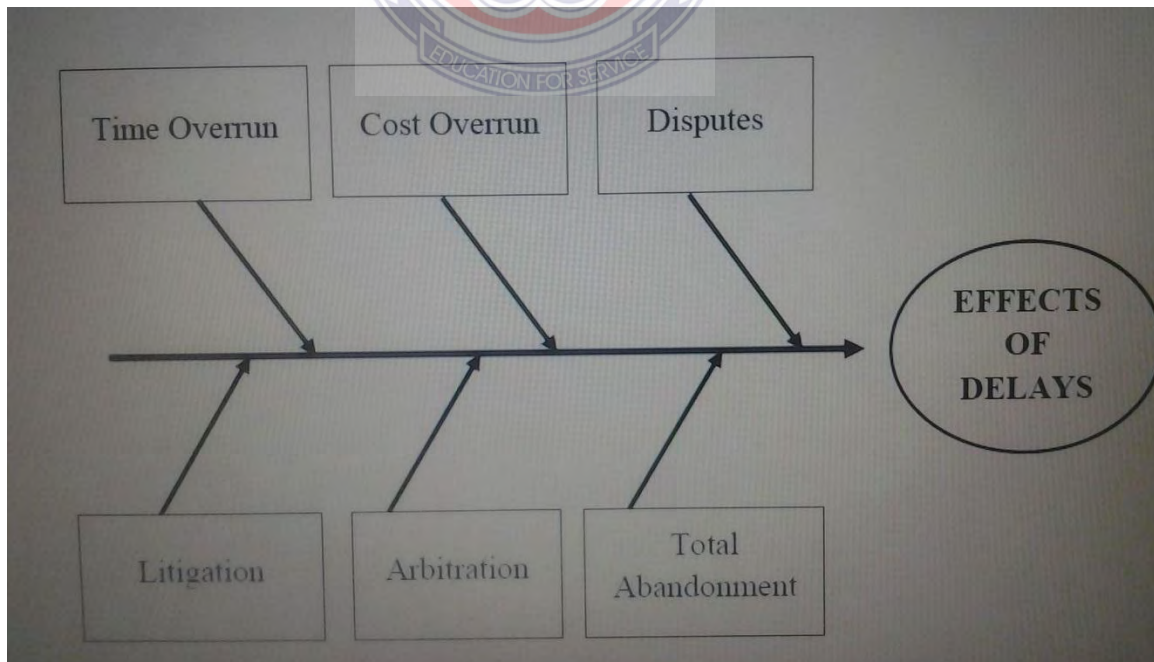 EDUCATION FOR SERVICE
Time Overrun
Cost Overrun
Disputes
EFFECTS
OF
DELAYS
Litigation
Arbitration
Total
Abandonment